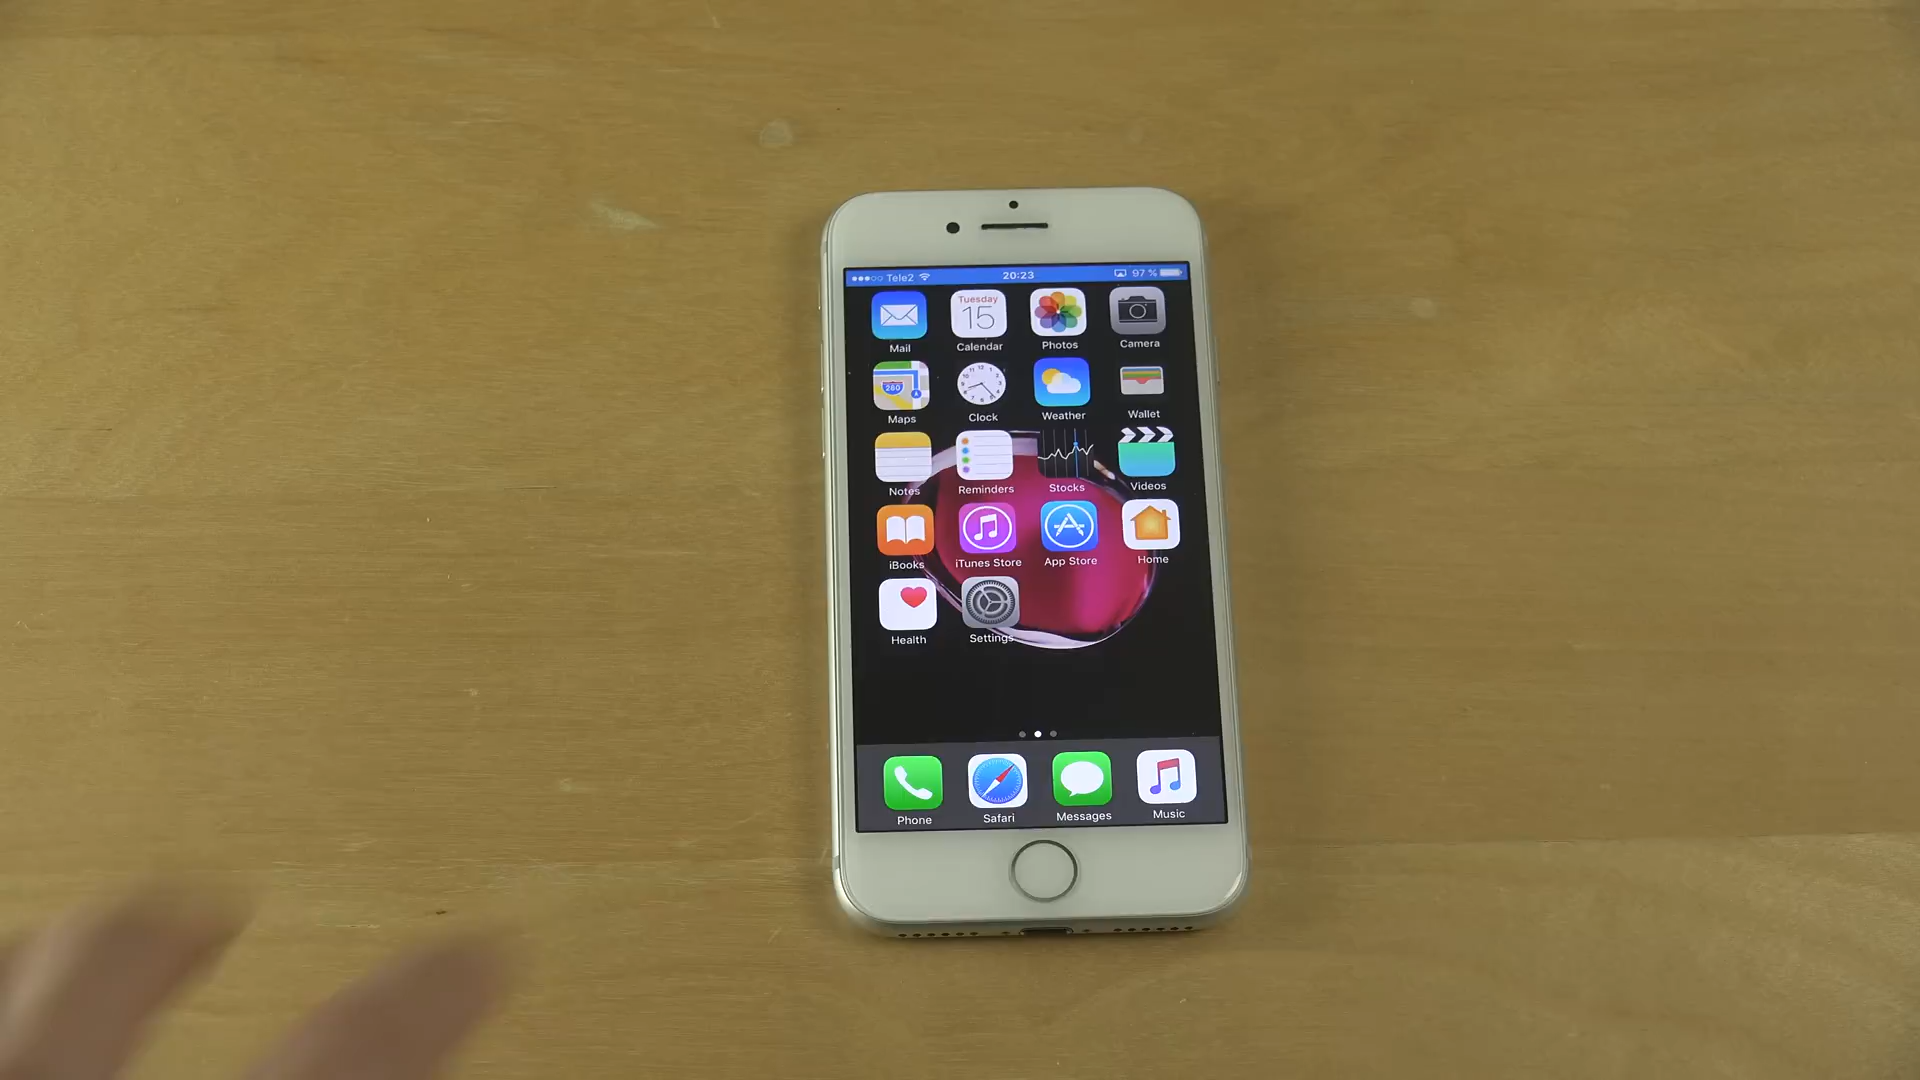 Tele2 20:23 97 %
Tuesday
15
Mail Calendar Photos Camera
280
Maps Clock Weather Wallet
Notes Reminders Stocks Videos
iBooks iTunes Store App Store Home
Health Settings
Phone Safari Messages Music